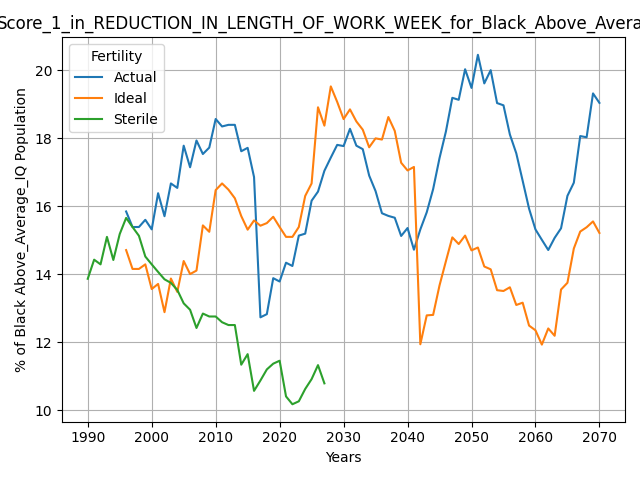 Score_1_in_REDUCTION_IN_LENGTH_OF_WORK_WEEK_for_Black_Above_Avera
Fertility
Actual
Ideal
Sterile
% of Black Above_Average_IQ Population
20
18
16
14
12
10
1990
2000
2010
2020
2030
2040
2050
2060
2070
Years